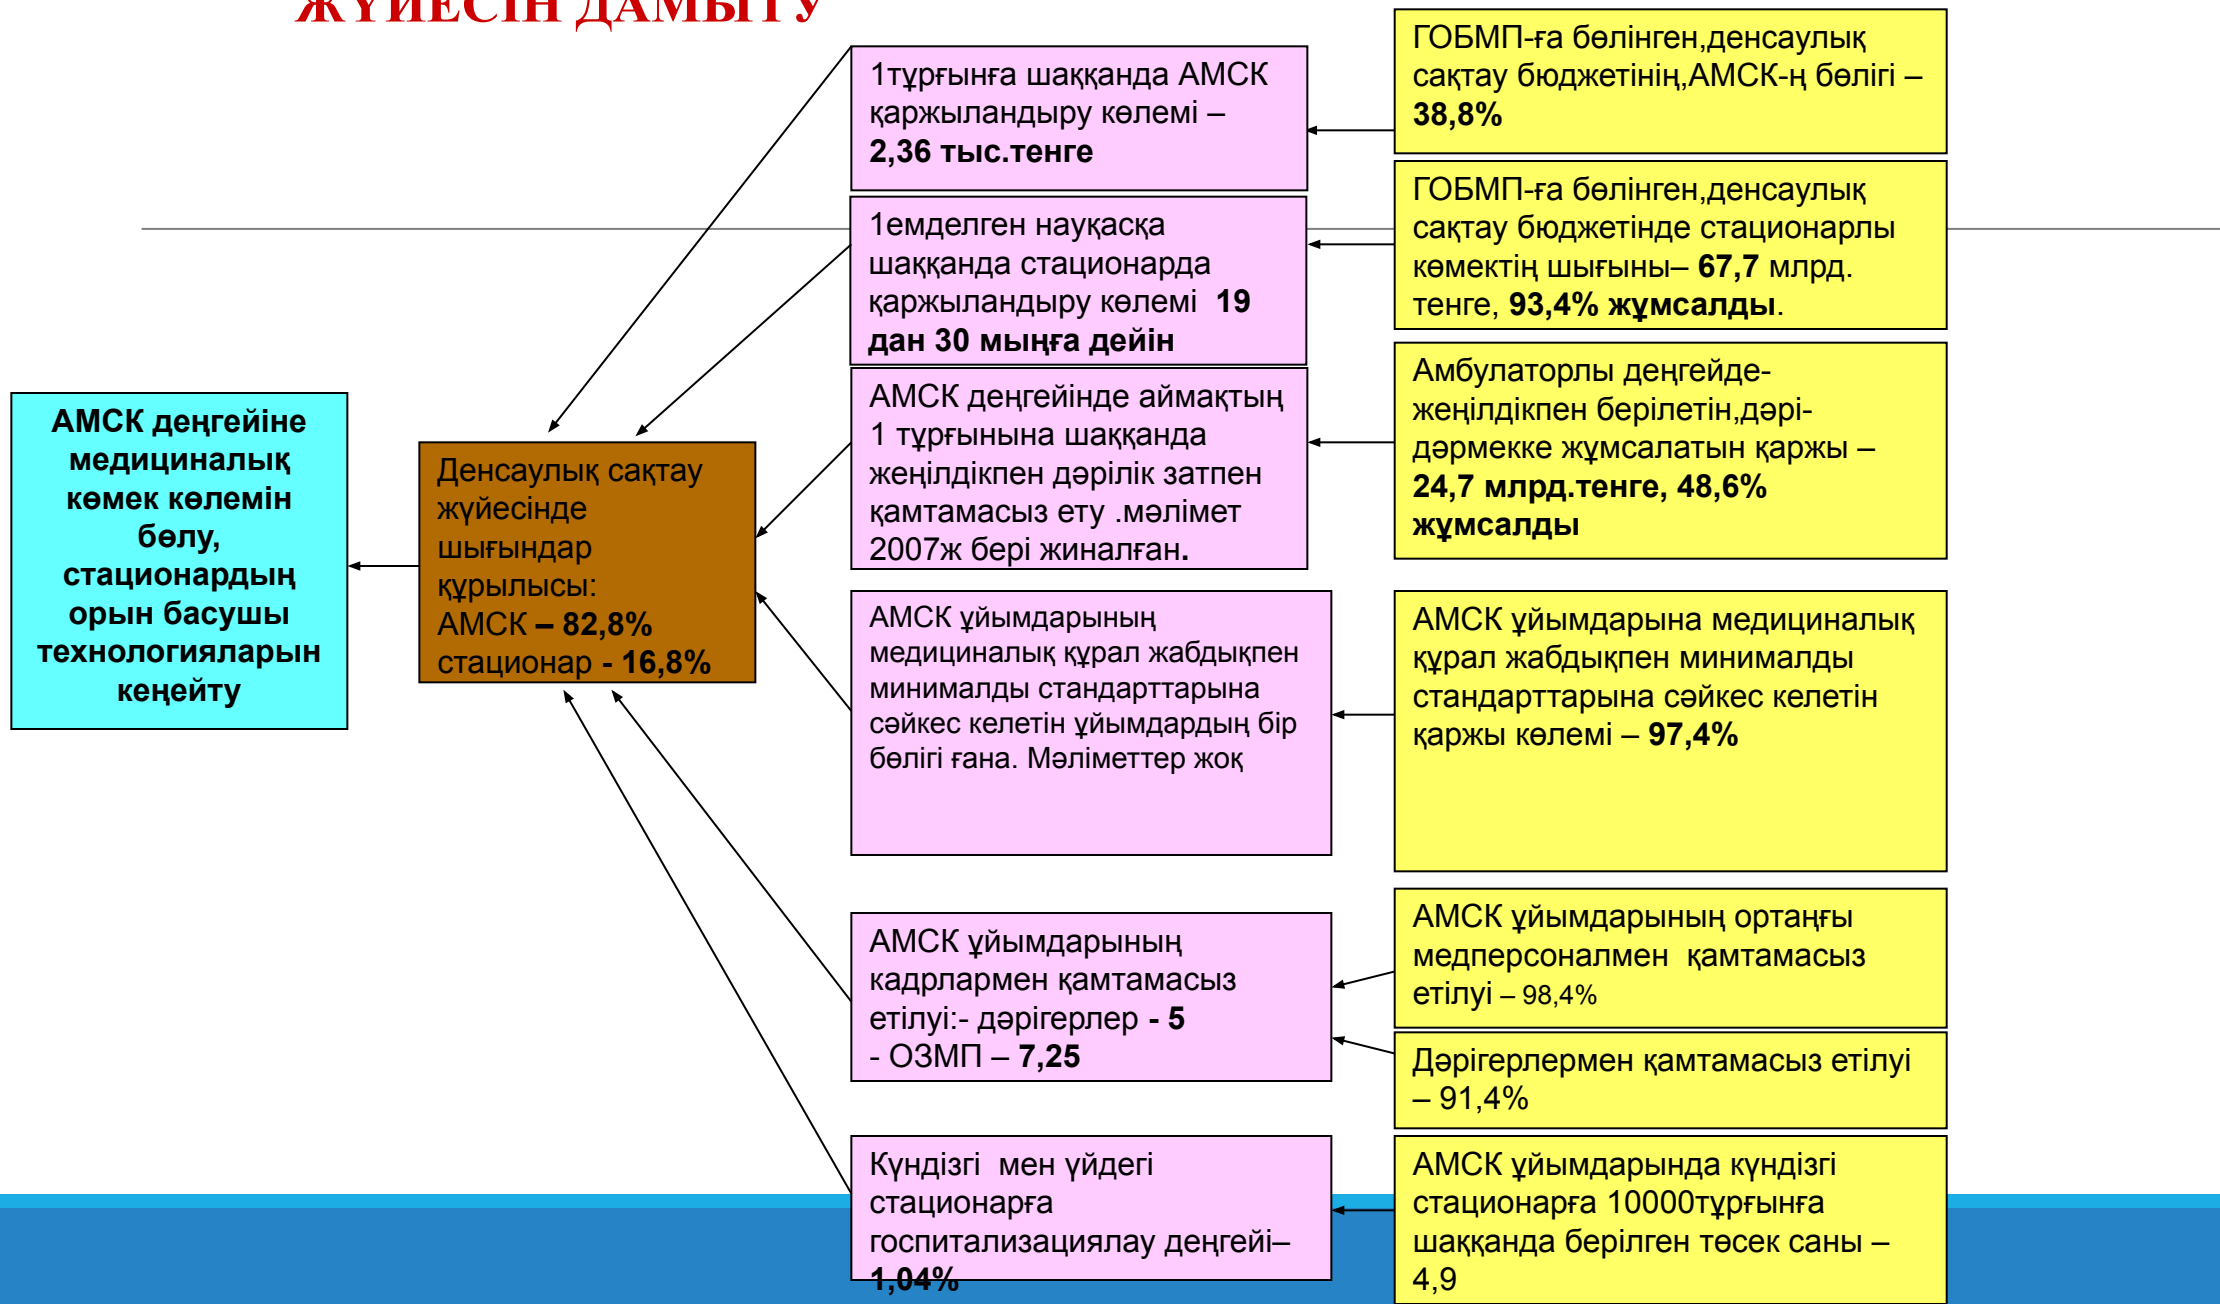 ЖҮЙЕСІН ДАМЫТУ
АМСК деңгейіне
медициналық
көмек көлемін
бөлу,
стационардың
орын басушы
технологияларын
кеңейту
Денсаулық сақтау
жүйесінде
шығындар
құрылысы:
АМСК – 82,8%
стационар - 16,8%
1тұрғынға шаққанда АМСК
қаржыландыру көлемі –
2,36 тыс.тенге
1емделген науқасқа
шаққанда стационарда
қаржыландыру көлемі 19
дан 30 мыңға дейін
АМСК деңгейінде аймақтың
1 тұрғынына шаққанда
жеңілдікпен дәрілік затпен
қамтамасыз ету .мәлімет
2007ж бері жиналған.
АМСК ұйымдарының
медициналық құрал жабдықпен
минималды стандарттарына
сәйкес келетін ұйымдардың бір
бөлігі ғана. Мәліметтер жоқ
АМСК ұйымдарының
кадрлармен қамтамасыз
етілуі:- дәрігерлер - 5
- ОЗМП – 7,25
Күндізгі мен үйдегі
стационарға
госпитализациялау деңгейі–
1,04%
ГОБМП-ға бөлінген,денсаулық
сақтау бюджетінің,АМСК-ң бөлігі –
38,8%
ГОБМП-ға бөлінген,денсаулық
сақтау бюджетінде стационарлы
көмектің шығыны– 67,7 млрд.
тенге, 93,4% жұмсалды.
Амбулаторлы деңгейде-
жеңілдікпен берілетін,дәрі-
дәрмекке жұмсалатын қаржы –
24,7 млрд.тенге, 48,6%
жұмсалды
АМСК ұйымдарына медициналық
құрал жабдықпен минималды
стандарттарына сәйкес келетін
қаржы көлемі – 97,4%
АМСК ұйымдарының ортаңғы
медперсоналмен қамтамасыз
етілуі – 98,4%
Дәрігерлермен қамтамасыз етілуі
– 91,4%
АМСК ұйымдарында күндізгі
стационарға 10000тұрғынға
шаққанда берілген төсек саны –
4,9